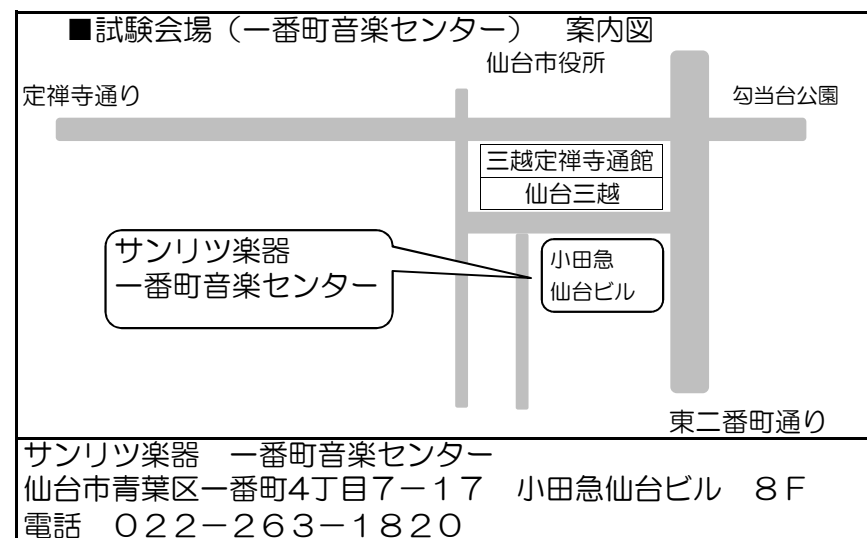 ■試験会場（一番町音楽センター）　案内図
仙台市役所
定禅寺通り
勾当台公園
三越定禅寺通館
仙台三越
サンリツ楽器
一番町音楽センター
小田急
仙台ビル
東二番町通り
サンリツ楽器　一番町音楽センター
仙台市青葉区一番町4丁目７－１７　小田急仙台ビル　８Ｆ
電話　０２２－２６３－１８２０